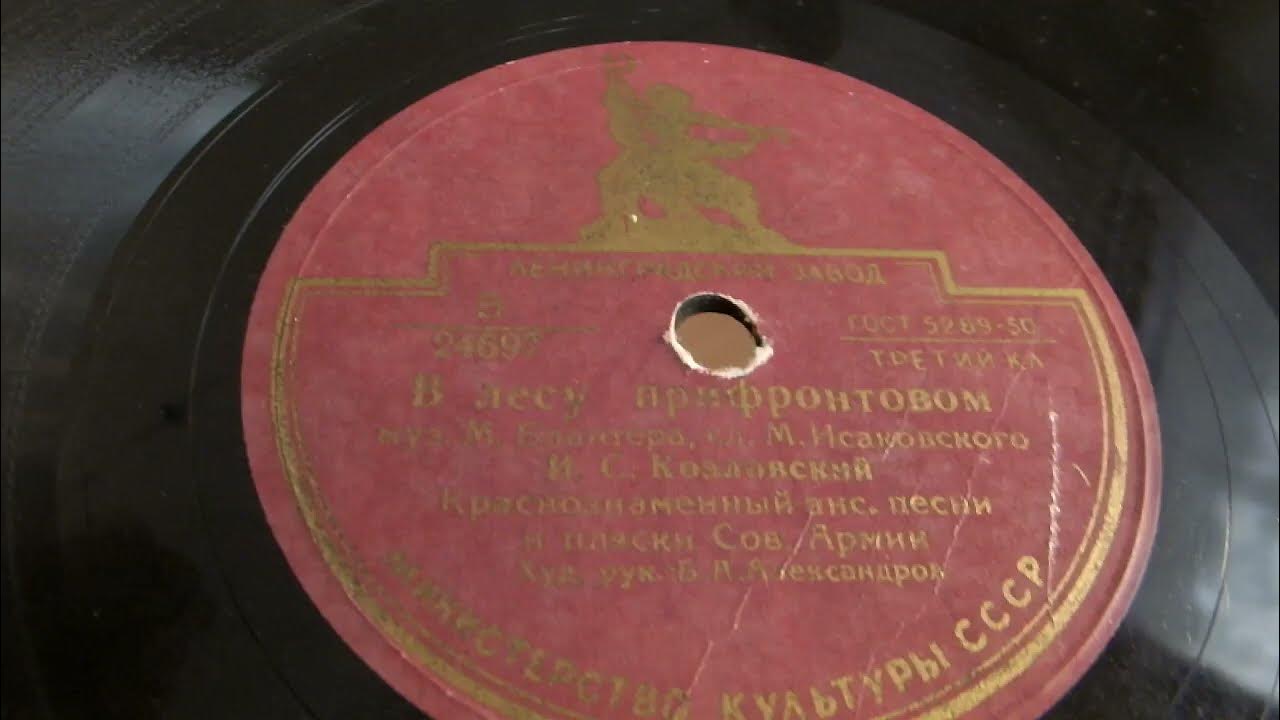 ЛЕНИНГРАДСКИЙ ЗАВОД
В
24697
ГОСТ 5289-50
ТРЕТИЙ КЛ
В лесу прифронтовом
муз. М. Блантера, сл. М. Исаковского
И. С. Козловский
Краснознаменный анс. песни
и пляски Сов. Армии
Худ. рук. Б. А. Александров
МИНИСТЕРСТВО КУЛЬТУРЫ СССР